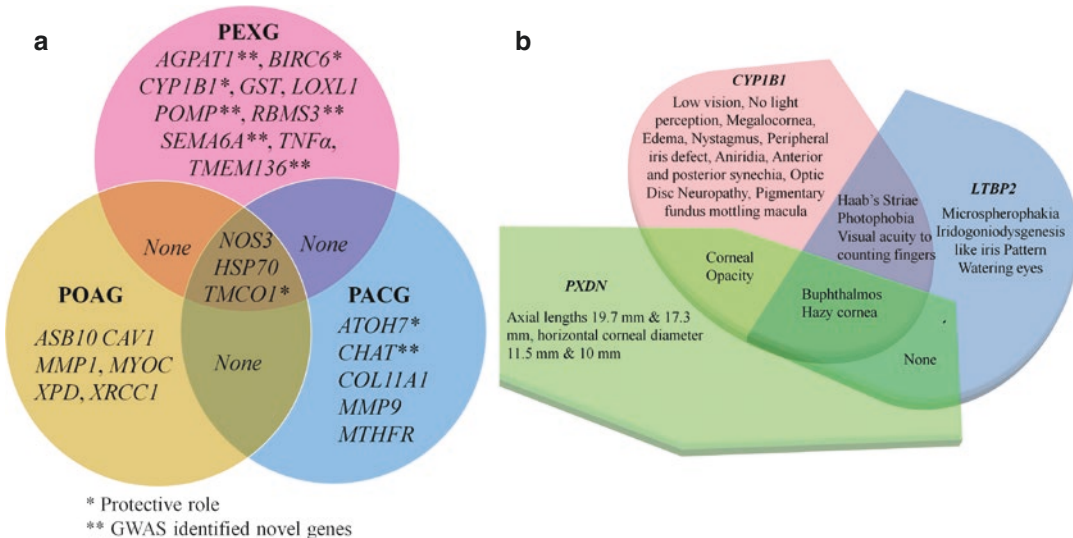 a
PEXG
AGPAT1**, BIRC6*
CYP1B1*, GST, LOXL1
POMP**, RBMS3**
SEMA6A**, TNFα,
TMEM136**
None
NOS3
HSP70
TMCO1*
None
POAG
ASB10 CAV1
MMP1, MYOC
XPD, XRCC1
None
PACG
ATOH7*
CHAT**
COL11A1
MMP9
MTHFR
* Protective role
** GWAS identified novel genes
b
CYP1B1
Low vision, No light
perception, Megalocornea,
Edema, Nystagmus, Peripheral
iris defect, Aniridia, Anterior
and posterior synechia, Optic
Disc Neuropathy, Pigmentary
fundus mottling macula
Haab's Striae
Photophobia
Visual acuity to
counting fingers
LTBP2
Microspherophakia
Iridogoniodysgenesis
like iris Pattern
Watering eyes
Corneal
Opacity
PXDN
Axial lengths 19.7 mm & 17.3
mm, horizontal corneal diameter
11.5 mm & 10 mm
Buphthalmos
Hazy cornea
None